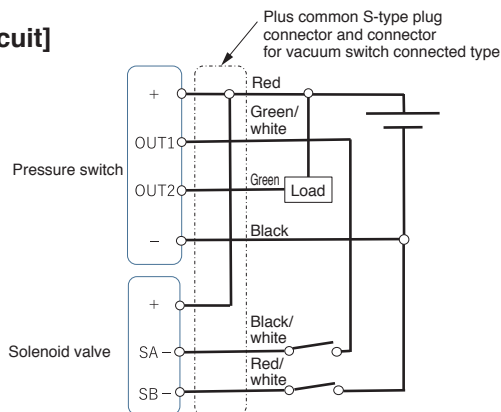 cuit]
Plus common S-type plug
connector and connector
for vacuum switch connected type
Red
+
Green/
white
OUT1
Pressure switch
Green
OUT2
Load
Black
−
+
Black/
white
Solenoid valve
SA −
Red/
white
SB −